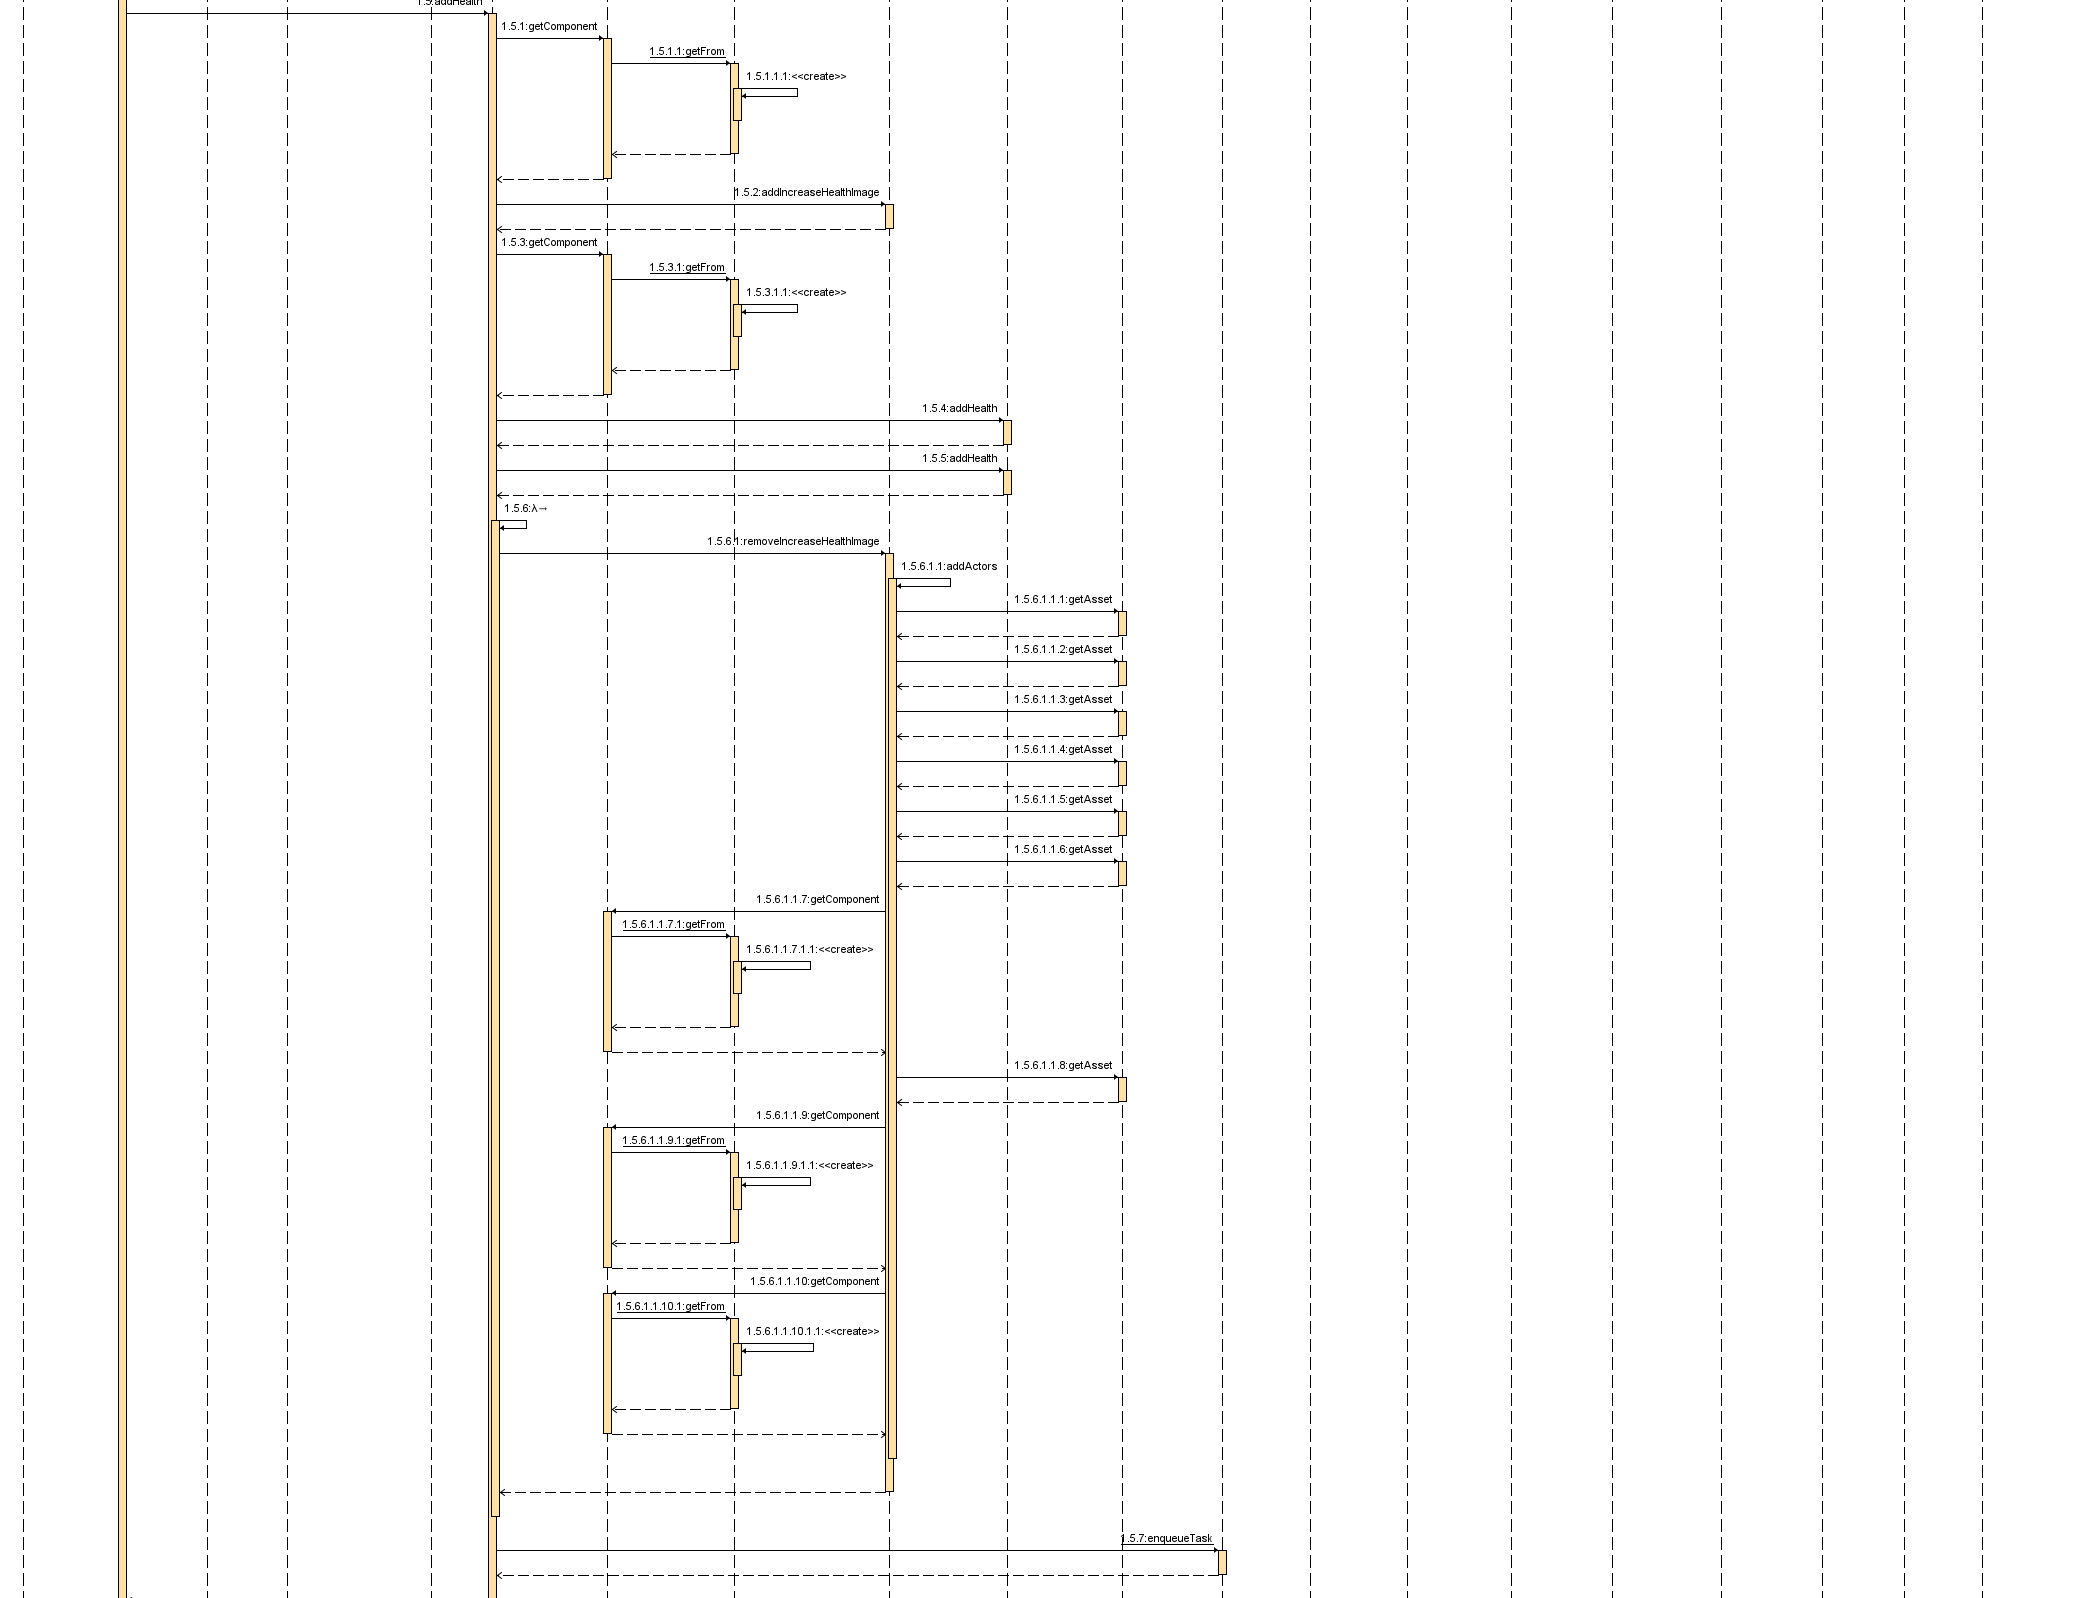 1.5:addHealth
1.5.1:getComponent
1.5.1.1:getFrom
1.5.1.1.1:<<create>>
1.5.2:addIncreaseHealthImage
1.5.3:getComponent
1.5.3.1:getFrom
1.5.3.1.1:<<create>>
1.5.4:addHealth
1.5.5:addHealth
1.5.6:λ→
1.5.6.1:removeIncreaseHealthImage
1.5.6.1.1:addActors
1.5.6.1.1.1:getAsset
1.5.6.1.1.2:getAsset
1.5.6.1.1.3:getAsset
1.5.6.1.1.4:getAsset
1.5.6.1.1.5:getAsset
1.5.6.1.1.6:getAsset
1.5.6.1.1.7:getComponent
1.5.6.1.1.7.1:getFrom
1.5.6.1.1.7.1.1:<<create>>
1.5.6.1.1.8:getAsset
1.5.6.1.1.9:getComponent
1.5.6.1.1.9.1:getFrom
1.5.6.1.1.9.1.1:<<create>>
1.5.6.1.1.10:getComponent
1.5.6.1.1.10.1:getFrom
1.5.6.1.1.10.1.1:<<create>>
1.5.7:enqueueTask